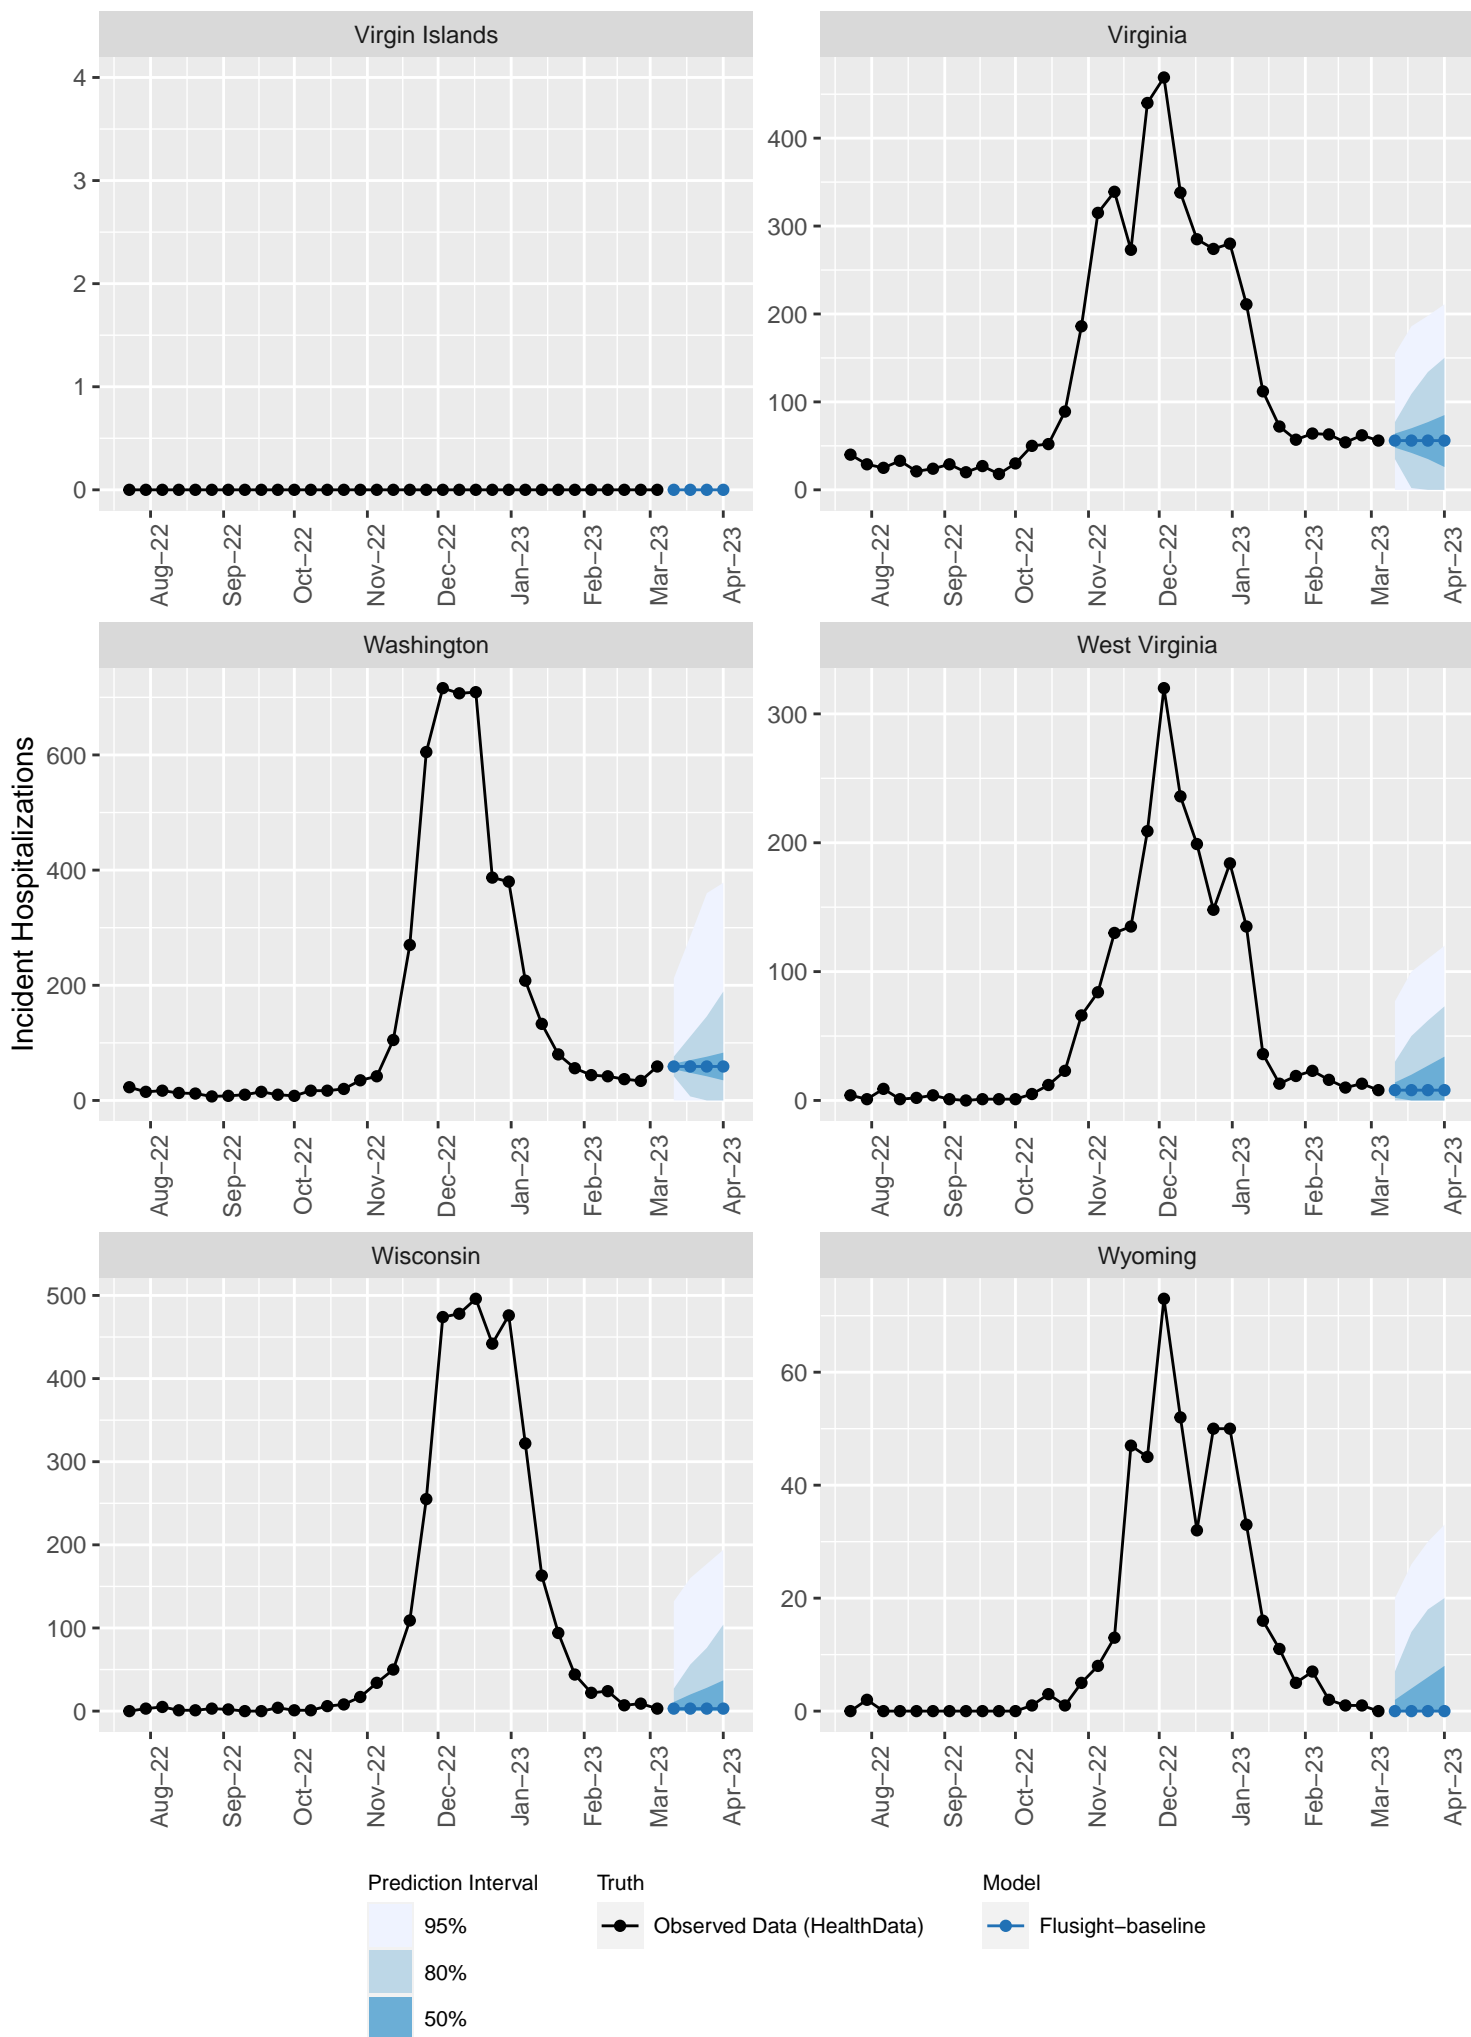 Virgin Islands
Virginia
4
3
2
1
0
400
300
200
100
0
Aug−22
Sep−22
Oct−22
Nov−22
Dec−22
Jan−23
Feb−23
Mar−23
Apr−23
Aug−22
Sep−22
Oct−22
Nov−22
Dec−22
Jan−23
Feb−23
Mar−23
Apr−23
Incident Hospitalizations
Washington
West Virginia
600
400
200
0
300
200
100
0
Aug−22
Sep−22
Oct−22
Nov−22
Dec−22
Jan−23
Feb−23
Mar−23
Apr−23
Aug−22
Sep−22
Oct−22
Nov−22
Dec−22
Jan−23
Feb−23
Mar−23
Apr−23
Wisconsin
Wyoming
500
400
300
200
100
0
60
40
20
0
Aug−22
Sep−22
Oct−22
Nov−22
Dec−22
Jan−23
Feb−23
Mar−23
Apr−23
Aug−22
Sep−22
Oct−22
Nov−22
Dec−22
Jan−23
Feb−23
Mar−23
Apr−23
Prediction Interval
95%
80%
50%
Truth
Observed Data (HealthData)
Model
Flusight−baseline